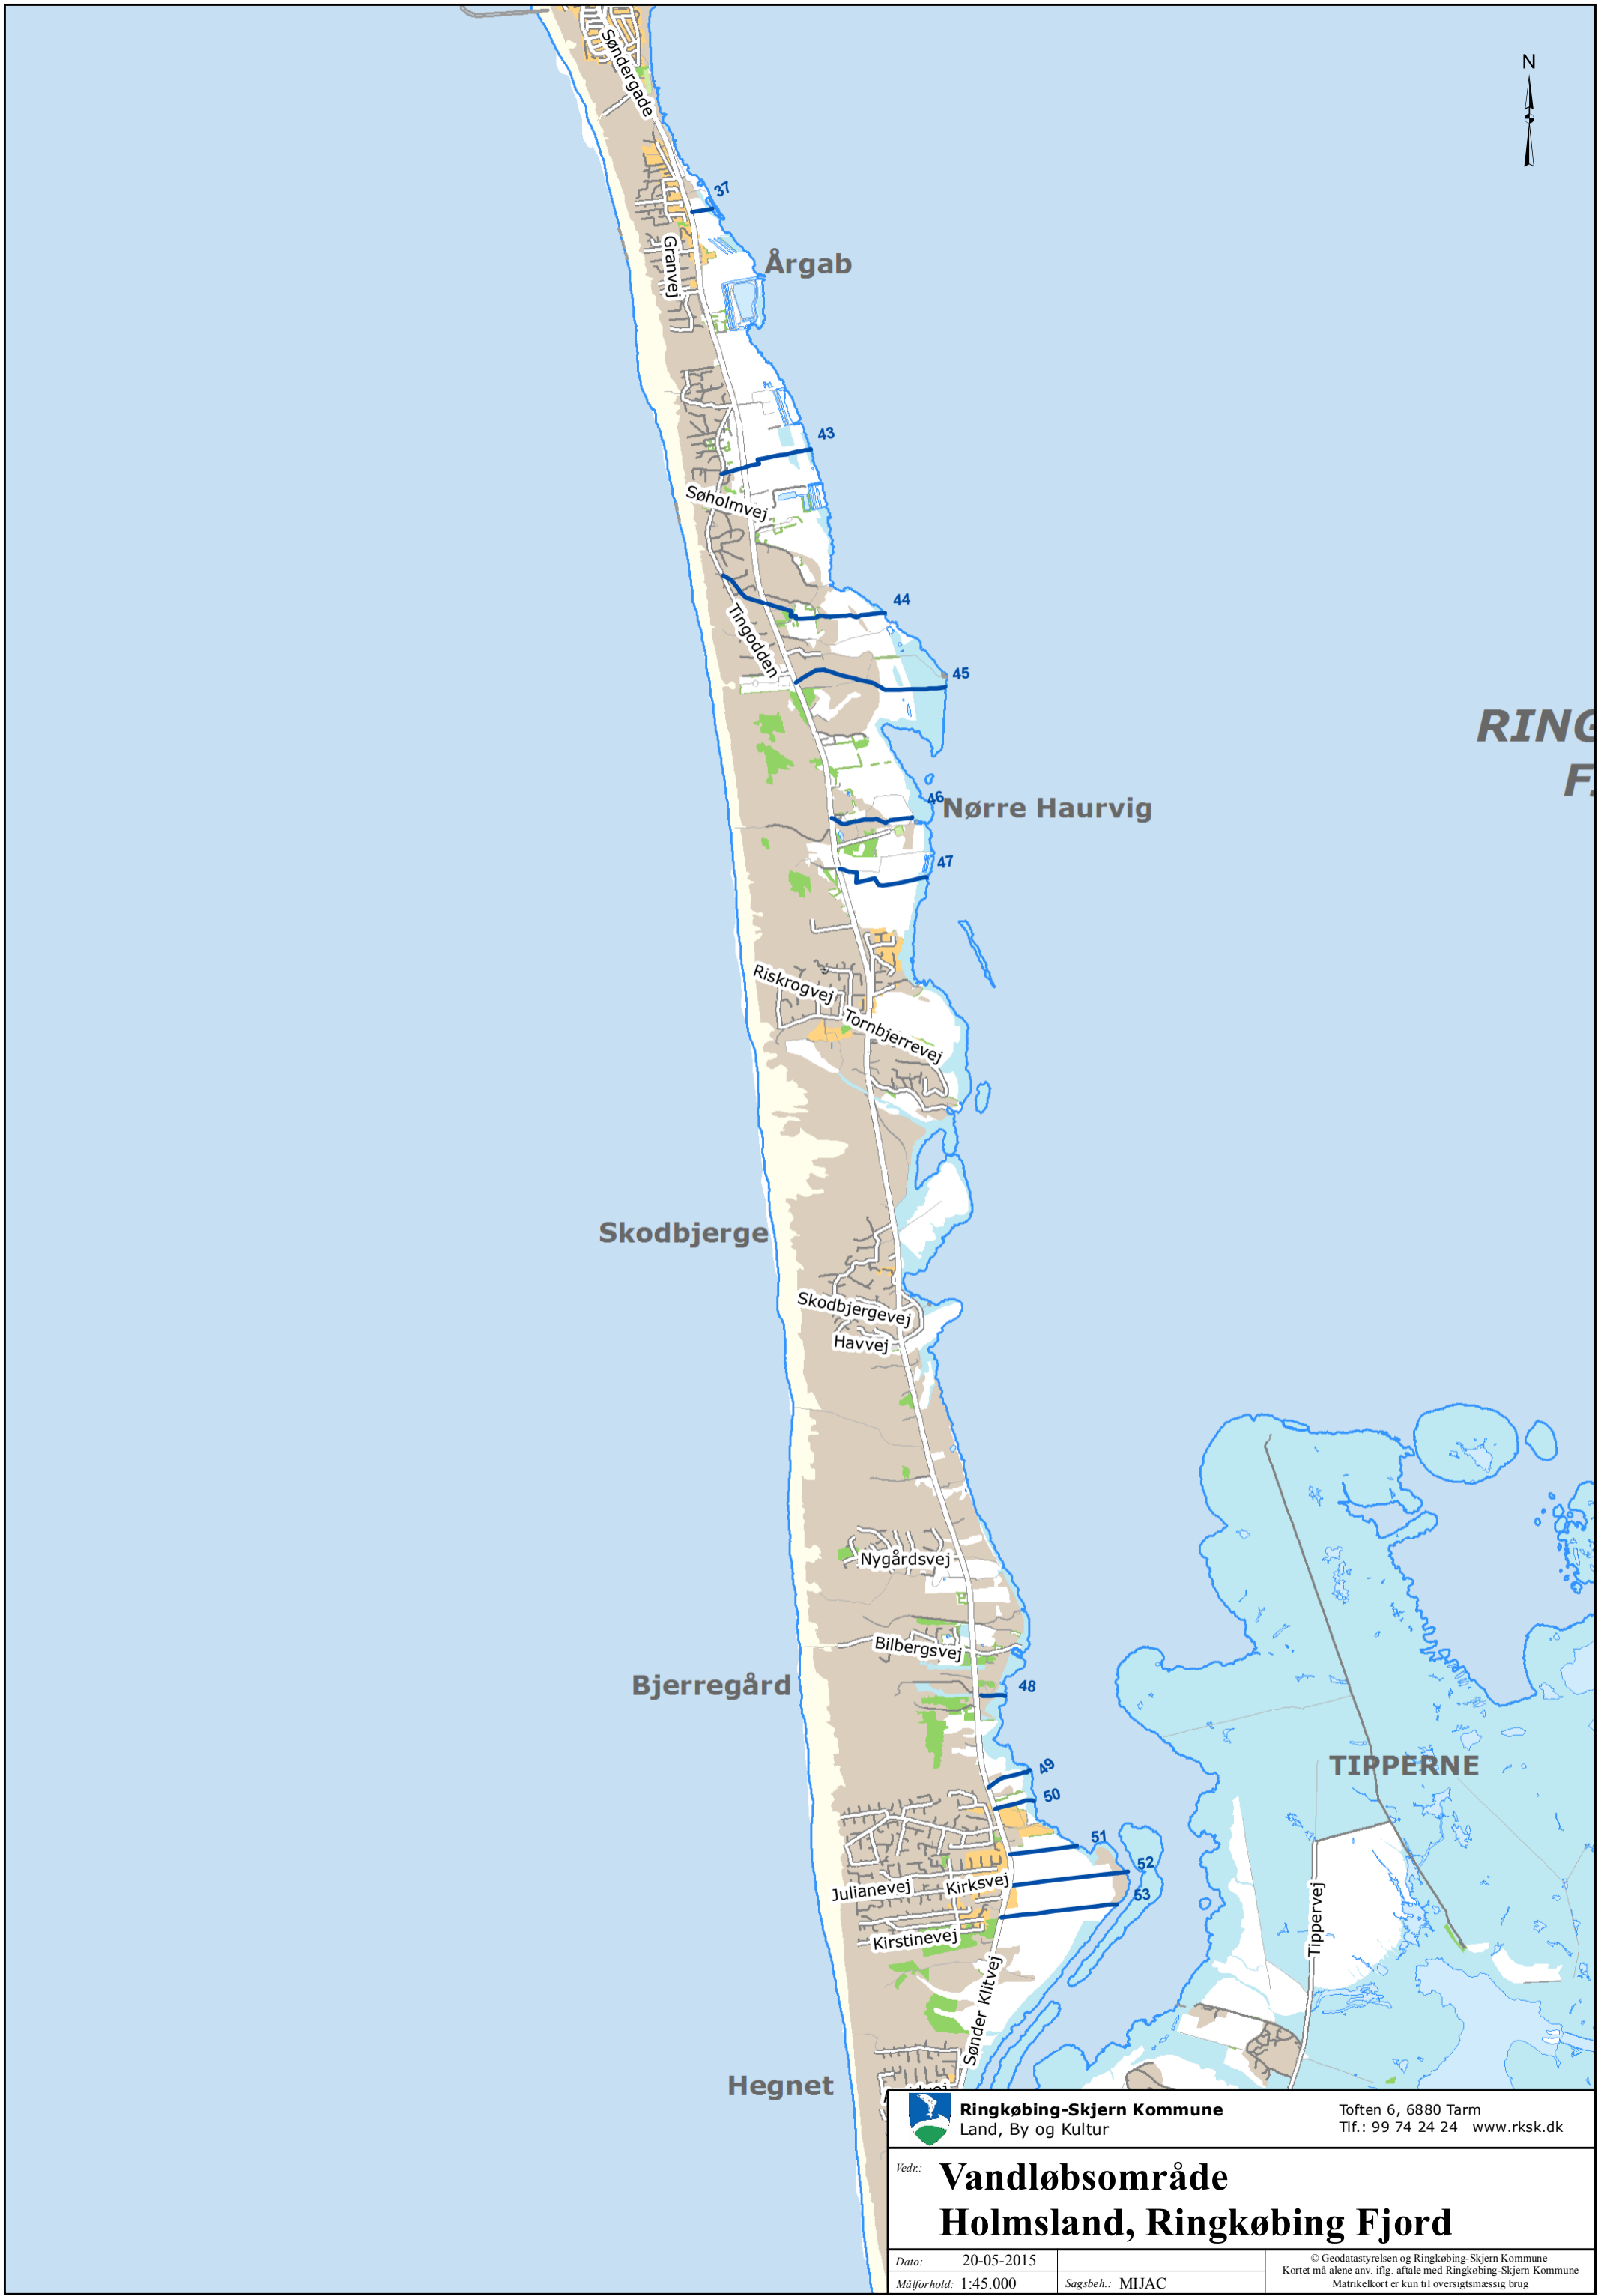 N
Søndergade
37
Granvej
Årgab
43
Søholmvej
44
Tingodden
45
RING
F
46
Nørre Haurvig
47
Riskrogvej
Tornbjerrevej
Skodbjerge
Skodbjergevej
Havvej
Nygårdsvej
Bilbergsvej
Bjerregård
48
49
TIPPERNE
50
51
52
Julianevej
Kirksvej
53
Kirstinevej
Tippervej
Sønder Klitvej
Hegnet
Ringkøbing-Skjern Kommune
Land, By og Kultur
Toften 6, 6880 Tarm
Tlf.: 99 74 24 24 www.rksk.dk
Vedr.:
Vandløbsområde
Holmsland, Ringkøbing Fjord
Dato: 20-05-2015
Målforhold: 1:45.000
Sagsbeh.: MIJAC
© Geodatastyrelsen og Ringkøbing-Skjern Kommune
Kortet må alene anv. iflg. aftale med Ringkøbing-Skjern Kommune
Matrikelkort er kun til oversigtsmæssig brug